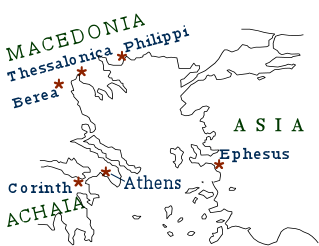 MACEDONIA
Philippi
Thessalonica
Berea
ASIA
Ephesus
Athens
Corinth
ACHAIA